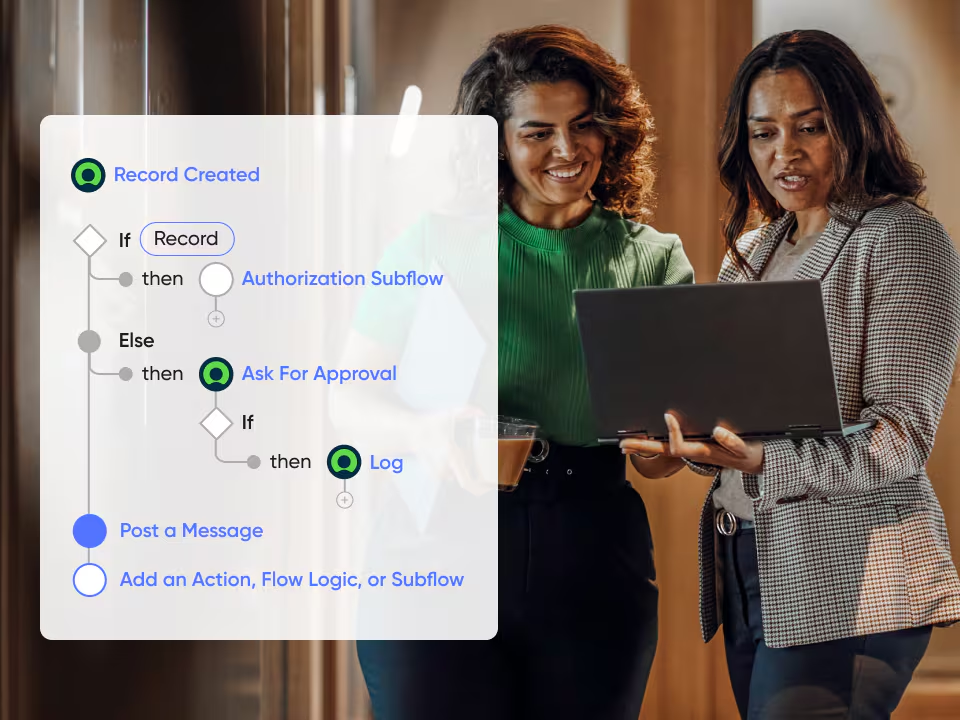 Record Created
If Record
then Authorization Subflow
Else
then Ask For Approval
If
then Log
Post a Message
Add an Action, Flow Logic, or Subflow